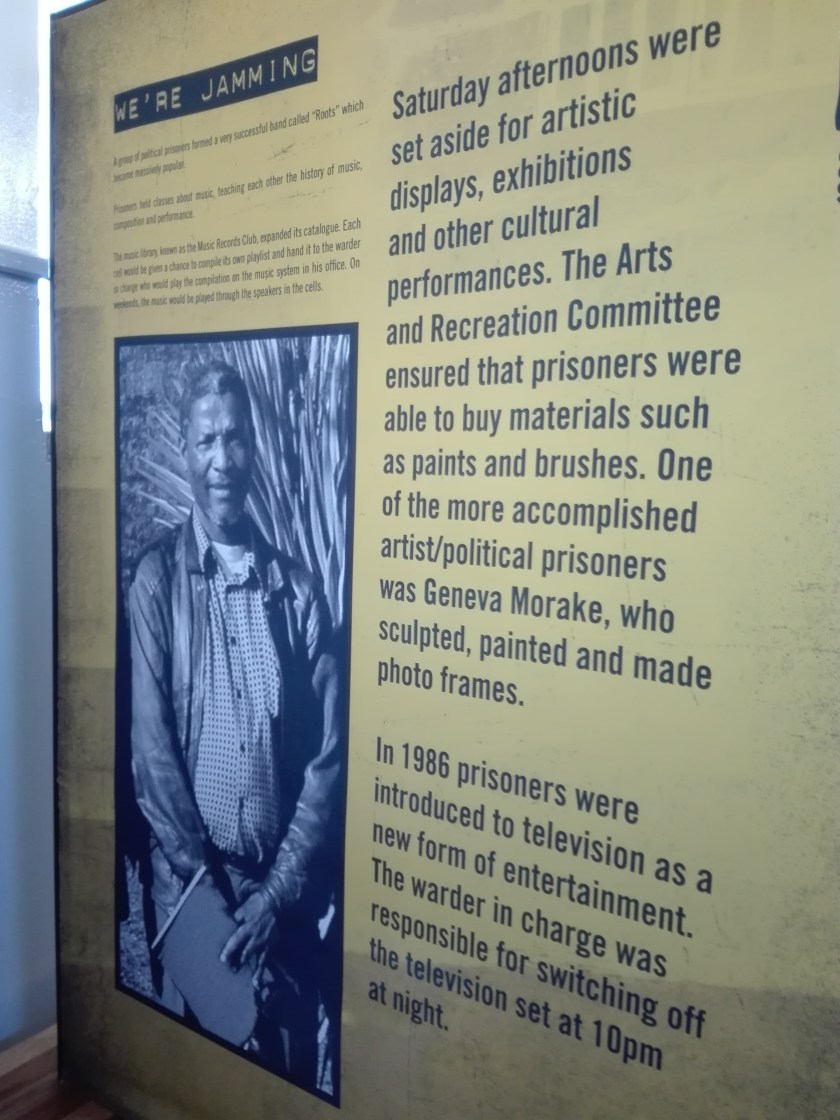 WE'RE JAMMING
A group of political prisoners formed a very successful band called "Roots" which
became massively popular.
Prisoners held classes about music, teaching each other the history of music,
composition and performance.
The music library, known as the Music Records Club, expanded its catalogue. Each
cell would be given a chance to compile its own playlist and hand it to the warder
in charge who would play the compilation on the music system in his office. On
weekends, the music would be played through the speakers in the cells.
Saturday afternoons were
set aside for artistic
displays, exhibitions
and other cultural
performances. The Arts
and Recreation Committee
ensured that prisoners were
able to buy materials such
as paints and brushes. One
of the more accomplished
artist/political prisoners
was Geneva Morake, who
sculpted, painted and made
photo frames.
In 1986 prisoners were
introduced to television as a
new form of entertainment.
The warder in charge was
responsible for switching off
the television set at 10pm
at night.